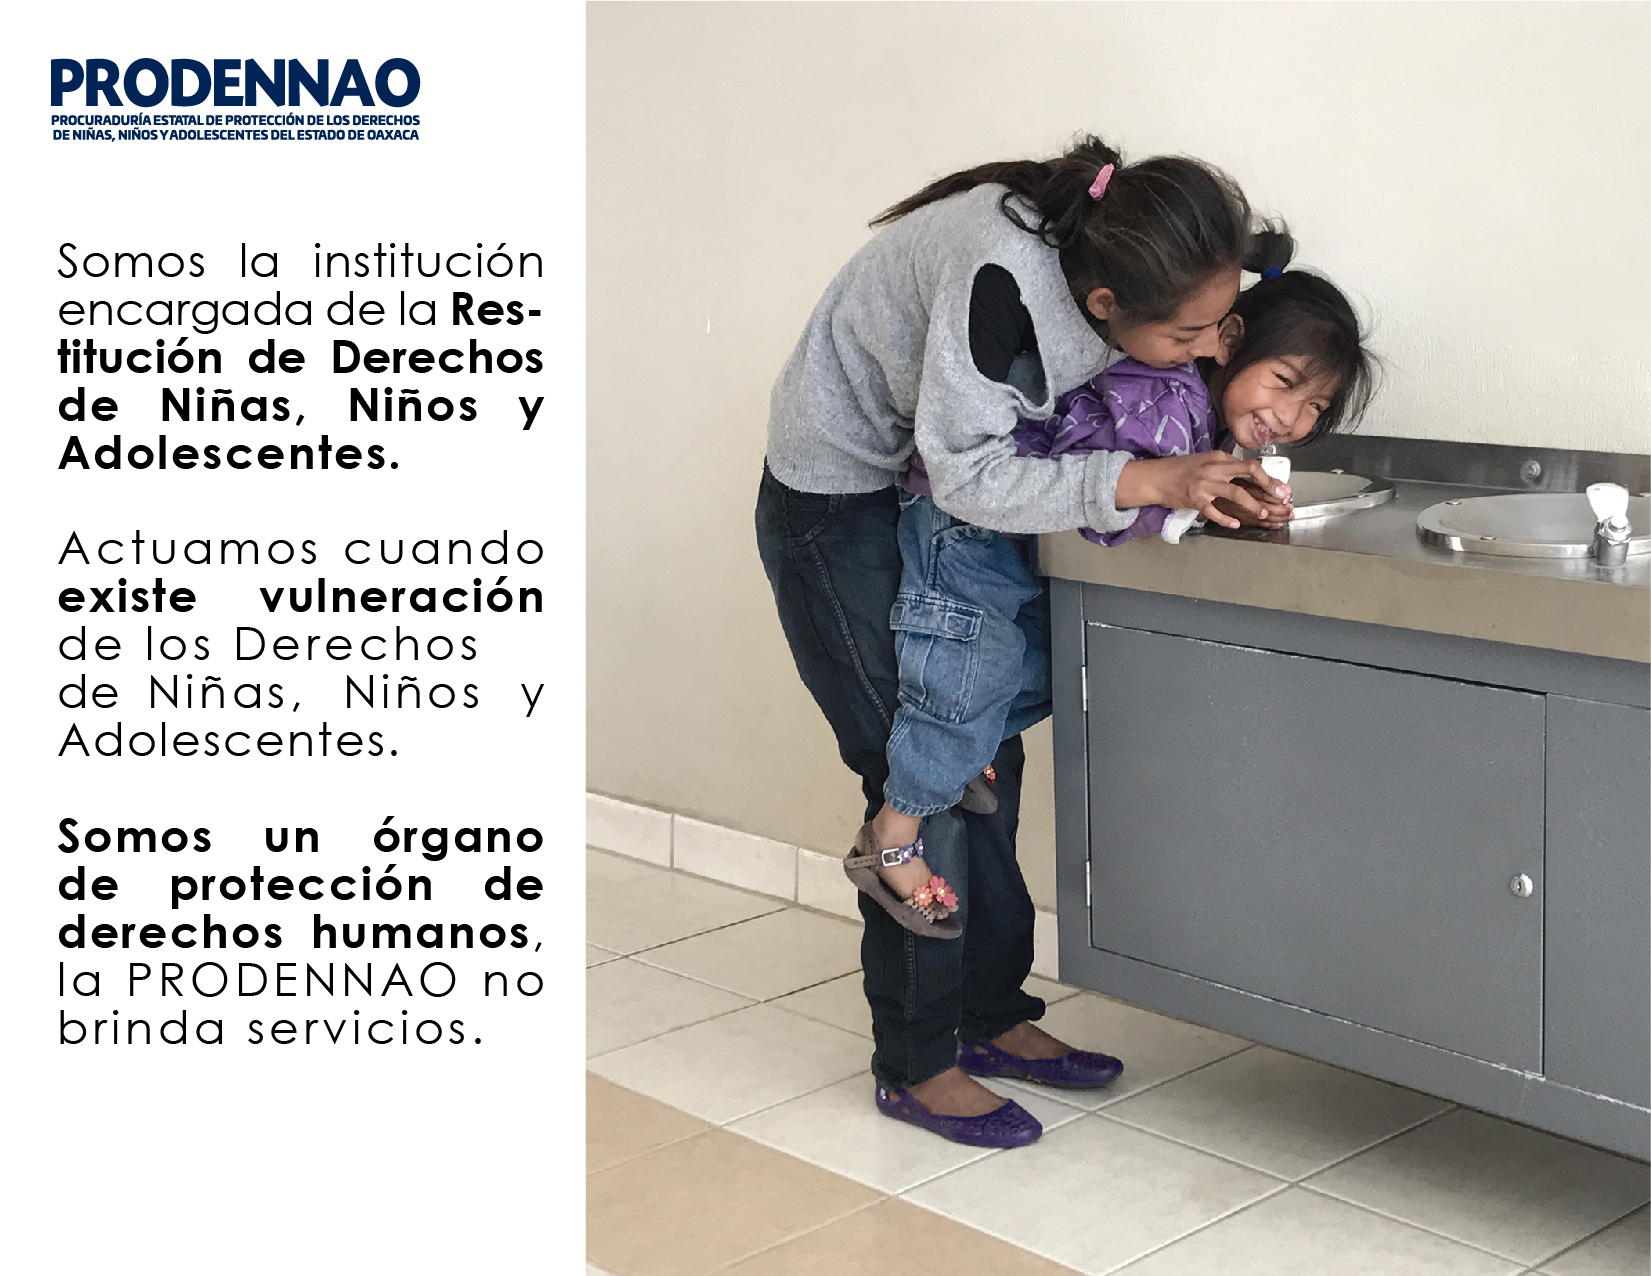 PRODENNAO
PROCURADURÍA ESTATAL DE PROTECCIÓN DE LOS DERECHOS
DE NIÑAS, NIÑOS Y ADOLESCENTES DEL ESTADO DE OAXACA
Somos la institución
encargada de la Res-
titución de Derechos
de Niñas, Niños y
Adolescentes.
Actuamos cuando
existe vulneración
de los Derechos
de Niñas, Niños y
Adolescentes.
Somos un órgano
de protección de
derechos humanos,
la PRODENNAO no
brinda servicios.